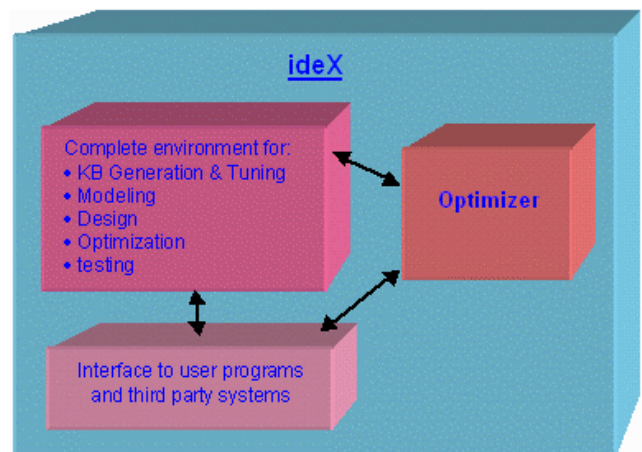 ideX
Complete environment for:
• KB Generation & Tuning
• Modeling
• Design
• Optimization
• testing
Optimizer
Interface to user programs
and third party systems